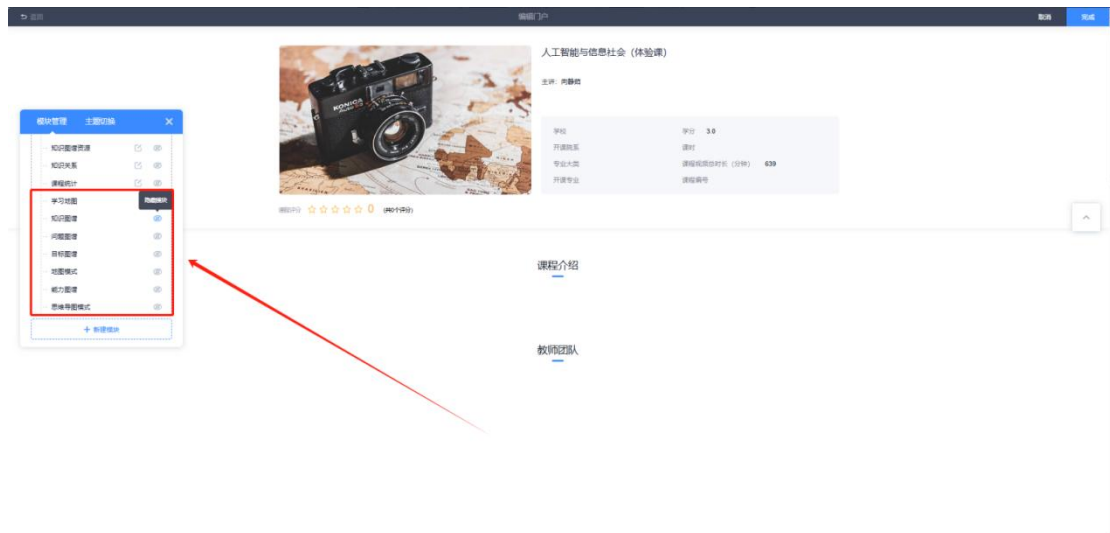 返回
编辑门户
取消
完成
人工智能与信息社会（体验课）
KONICA
学校
学分 3.0
开课院系
课时
专业大类
课程视频总时长（分钟） 639
开课专业
课程编号
课程评分 0 (共0个评分)
模块管理 主题切换
知识图谱资源
知识关系
课程统计
学习地图
隐藏模块
知识图谱
问题图谱
目标图谱
地图模式
能力图谱
思维导图模式
+ 新建模块
课程介绍
教师团队